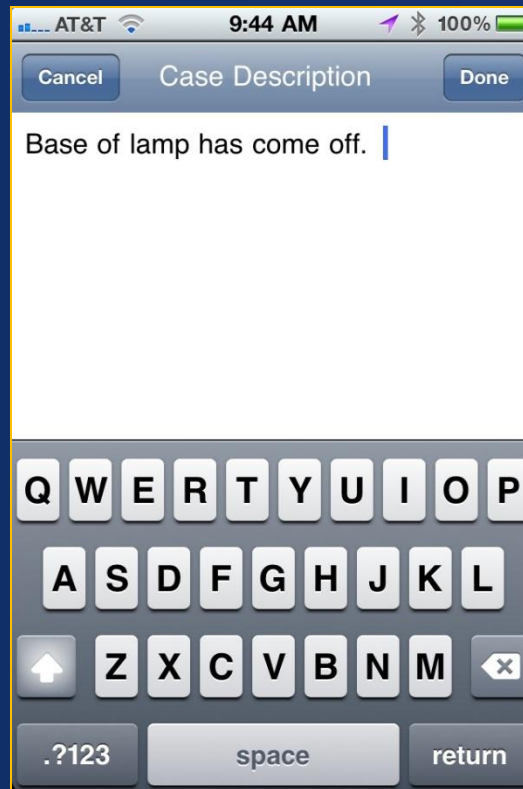 AT&T 9:44 AM 100%
Cancel Case Description Done
Base of lamp has come off.
Q W E R T Y U I O P
A S D F G H J K L
Z X C V B N M
.?123 space return